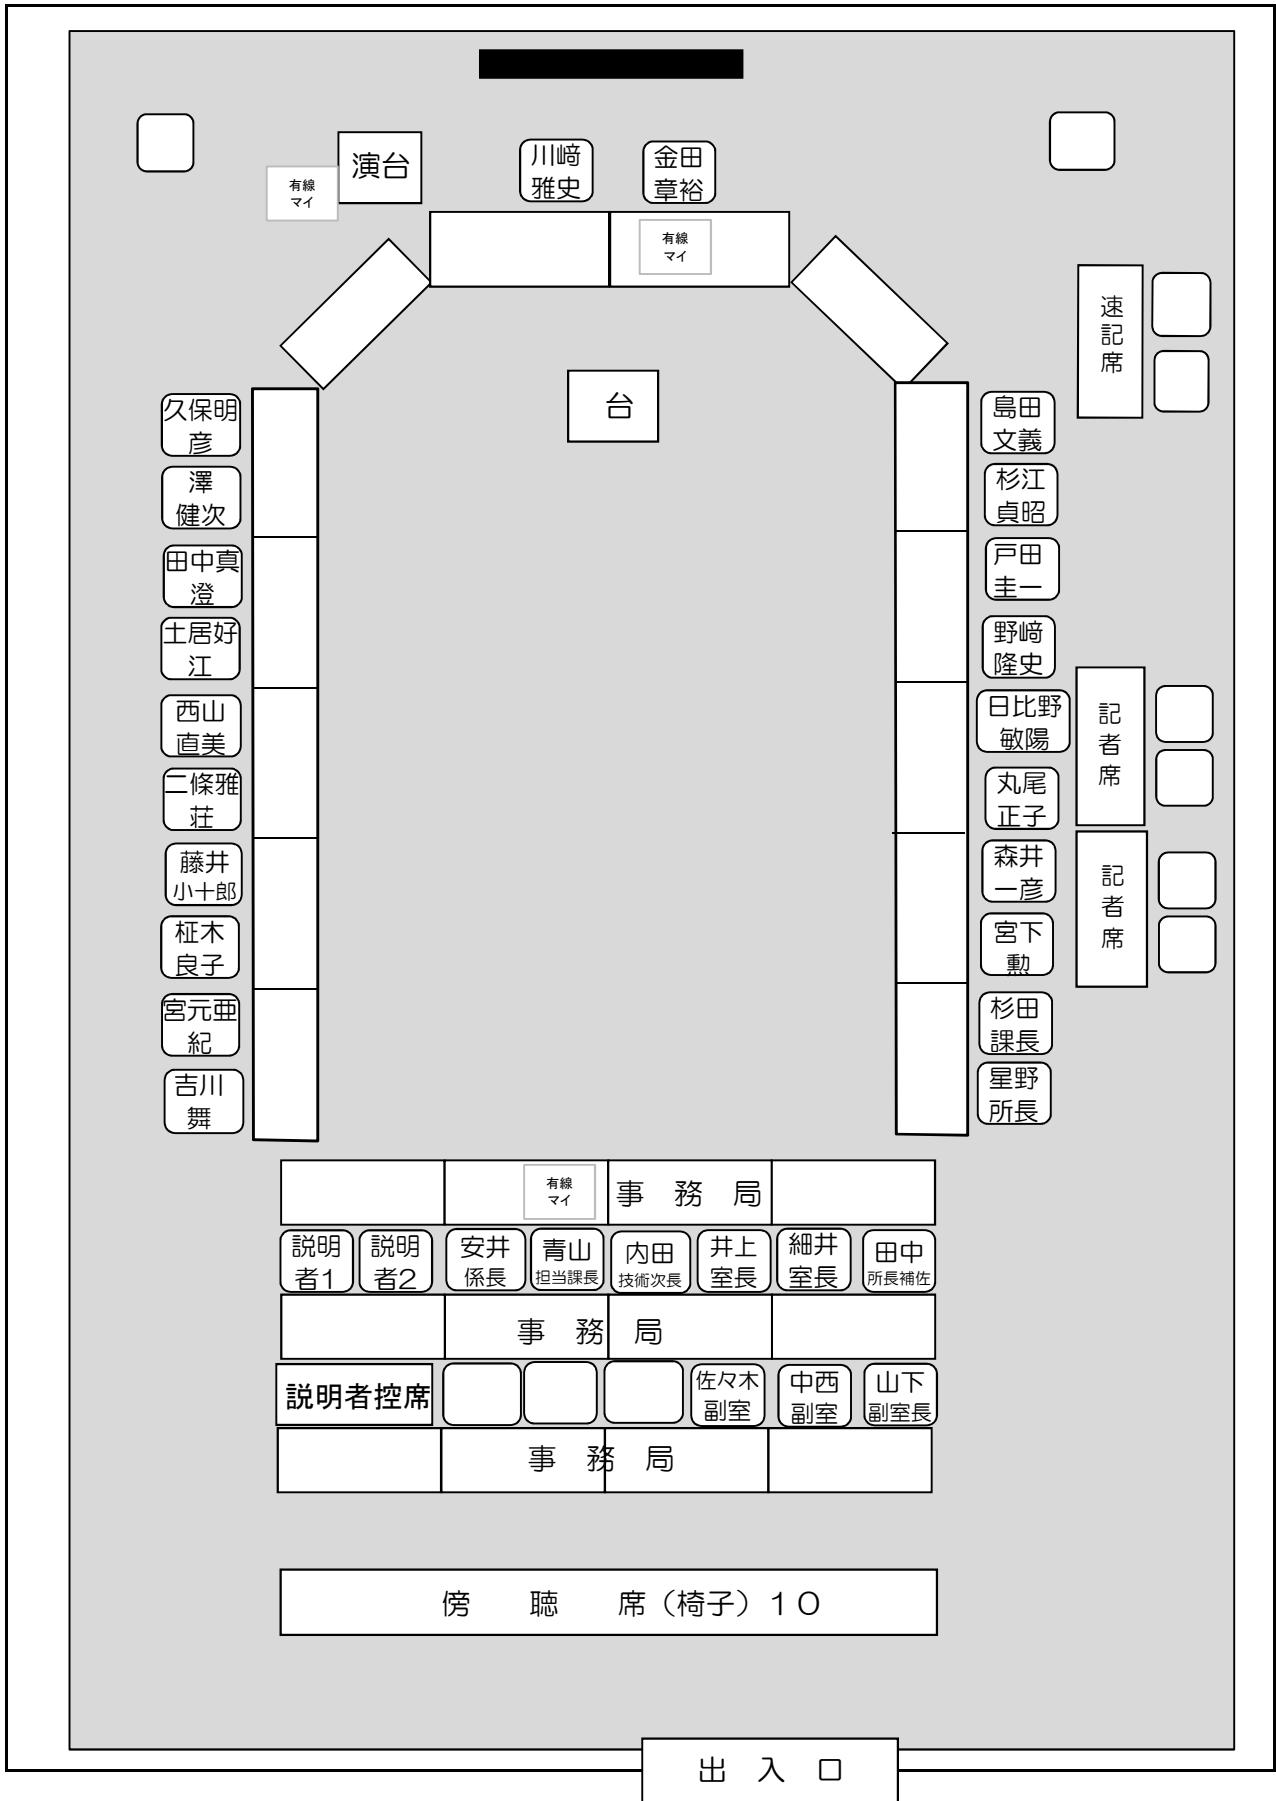 演台
有線
マイ
川﨑
雅史
金田
章裕
有線
マイ
速記席
台
久保明
彦
澤
健次
田中真
澄
土居好
江
西山
直美
二條雅
荘
藤井
小十郎
柾木
良子
宮元亜
紀
吉川
舞
島田
文義
杉江
貞昭
戸田
圭一
野﨑
隆史
日比野
敏陽
丸尾
正子
森井
一彦
宮下
勲
杉田
課長
星野
所長
記者席
記者席
有線
マイ
事 務 局
説明
者1
説明
者2
安井
係長
青山
担当課長
内田
技術次長
井上
室長
細井
室長
田中
所長補佐
事 務 局
説明者控席
佐々木
副室
中西
副室
山下
副室長
事 務 局
傍 聴 席（椅子）１０
出 入 口